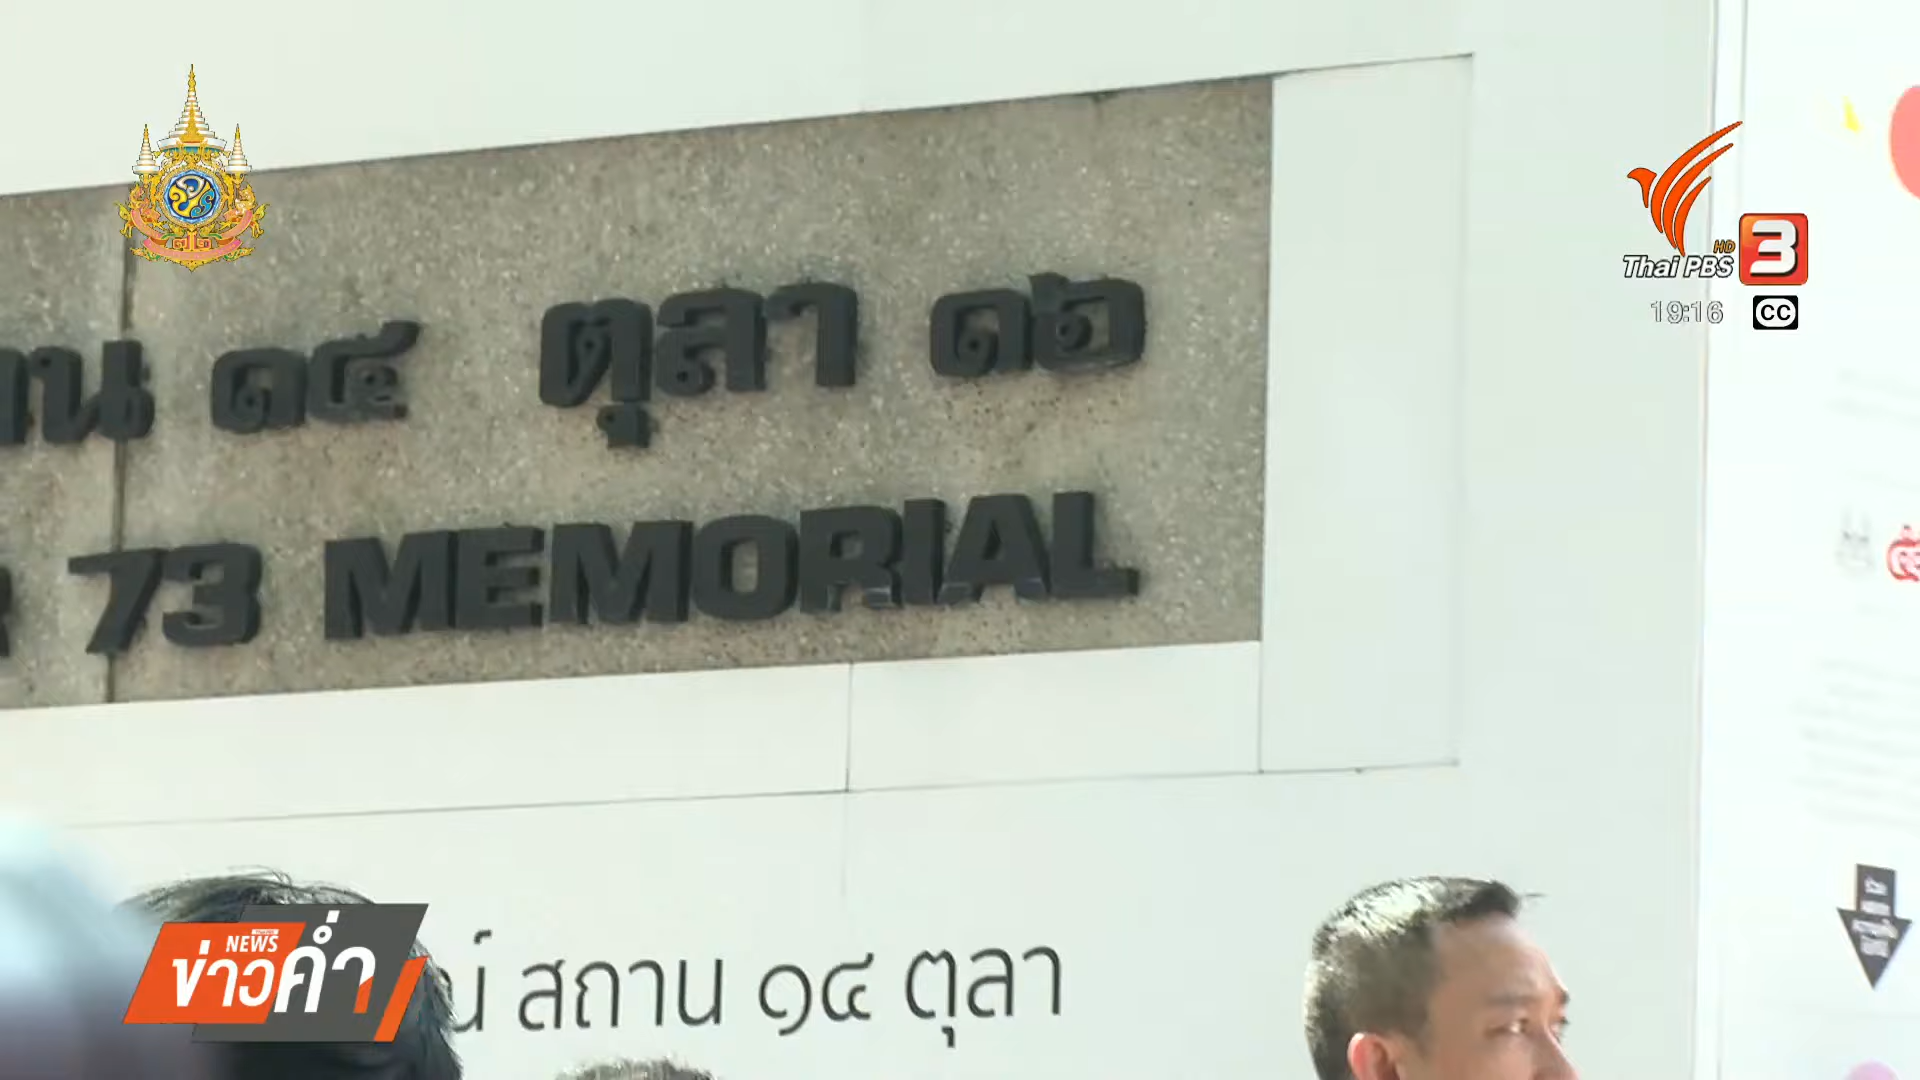 HD
Thai PBS 3
19:16 CC
๑๔ ตุลา ๑๖
73 MEMORIAL
NEWS
ข่าวค่ำ
สถาน ๑๔ ตุลา